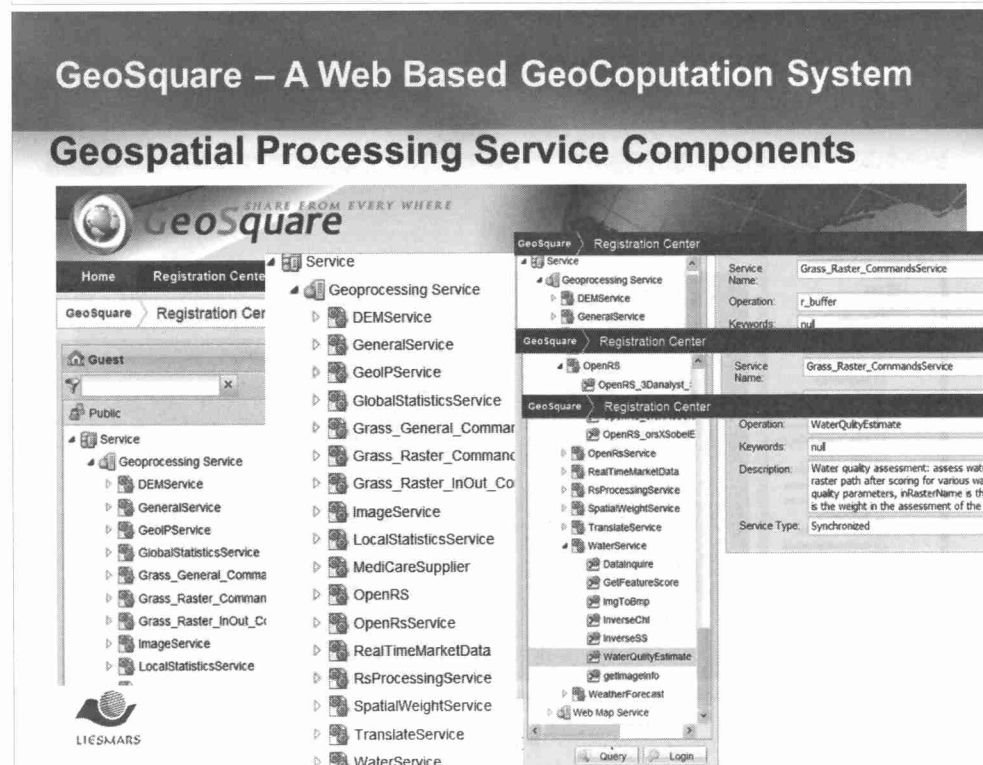 GeoSquare – A Web Based GeoCoputation System
Geospatial Processing Service Components
SHARE FROM EVERY WHERE
GeoSquare
Home Registration Cente
GeoSquare Registration Cer
Guest
Public
Service
Geoprocessing Service
DEMService
GeneralService
GeoIPService
GlobalStatisticsService
Grass_General_Comma
Grass_Raster_Comman
Grass_Raster_InOut_Co
ImageService
LocalStatisticsService
LIESMARS
Service
Geoprocessing Service
DEMService
GeneralService
GeoIPService
GlobalStatisticsService
Grass_General_Commar
Grass_Raster_Commanc
Grass_Raster_InOut_Co
ImageService
LocalStatisticsService
MediCareSupplier
OpenRS
OpenRsService
RealTimeMarketData
RsProcessingService
SpatialWeightService
TranslateService
WaterService
GeoSquare Registration Center
Service
Geoprocessing Service
DEMService
GeneralService
Service Name: Grass_Raster_CommandsService
Operation: r_buffer
Keywords: null
GeoSquare Registration Center
OpenRS
OpenRS_3Danalyst_
Service Name: Grass_Raster_CommandsService
GeoSquare Registration Center
OpenRS_orsXSobelE
OpenRsService
RealTimeMarketData
RsProcessingService
SpatialWeightService
TranslateService
WaterService
DataInquire
GetFeatureScore
ImgToBmp
InverseChl
InverseSS
WaterQulityEstimate
getImageInfo
WeatherForecast
Web Map Service
Query Login
Operation: WaterQulityEstimate
Keywords: null
Description: Water quality assessment: assess wat
raster path after scoring for various wa
quality parameters, inRasterName is th
is the weight in the assessment of the
Service Type: Synchronized